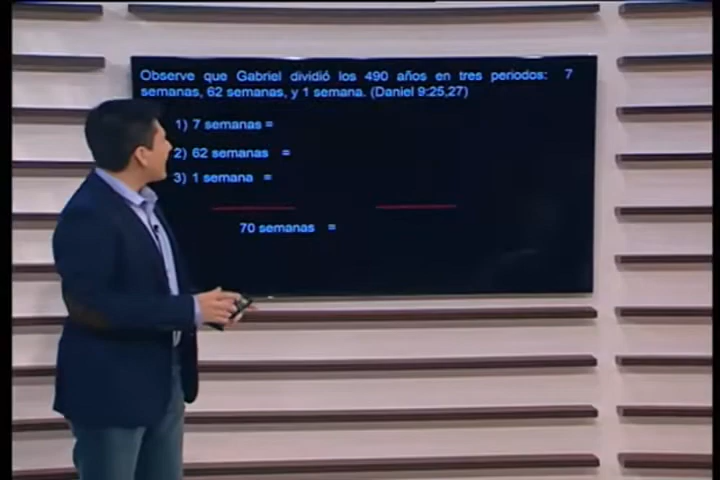 Observe que Gabriel dividió los 490 años en tres periodos: 7
semanas, 62 semanas, y 1 semana. (Daniel 9:25,27)
1) 7 semanas =
2) 62 semanas =
3) 1 semana =
70 semanas =